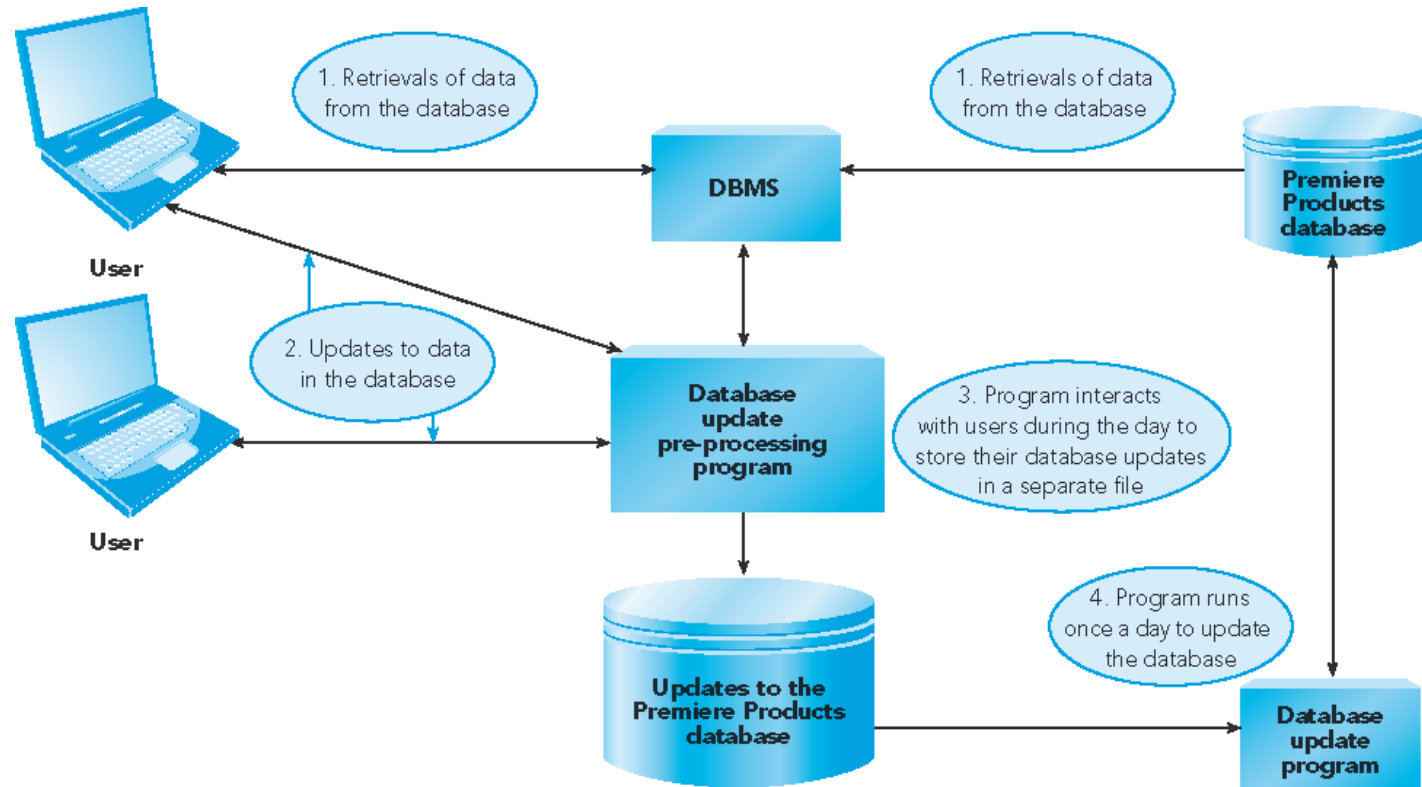 1. Retrievals of data
from the database
1. Retrievals of data
from the database
DBMS
Premiere
Products
database
User
2. Updates to data
in the database
Database
update
pre-processing
program
3. Program interacts
with users during the day to
store their database updates
in a separate file
User
4. Program runs
once a day to update
the database
Updates to the
Premiere Products
database
Database
update
program